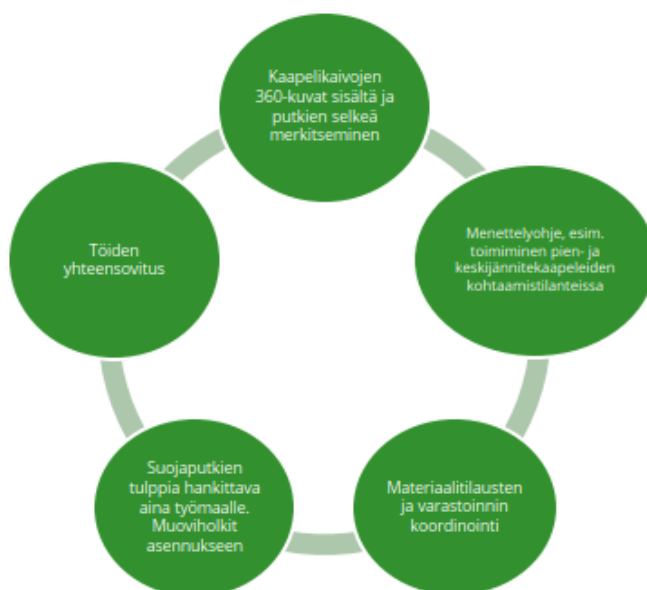 Kaapelikaivojen
360-kuvat sisältä ja
putkien selkeä
merkitseminen
Menettelyohje, esim.
toimiminen pien- ja
keskijännitekaapeleiden
kohtaamistilanteissa
Materiaalitilausten
ja varastoinnin
koordinointi
Suojaputkien
tulppia hankittava
aina työmaalle.
Muoviholkit
asennukseen
Töiden
yhteensovitus